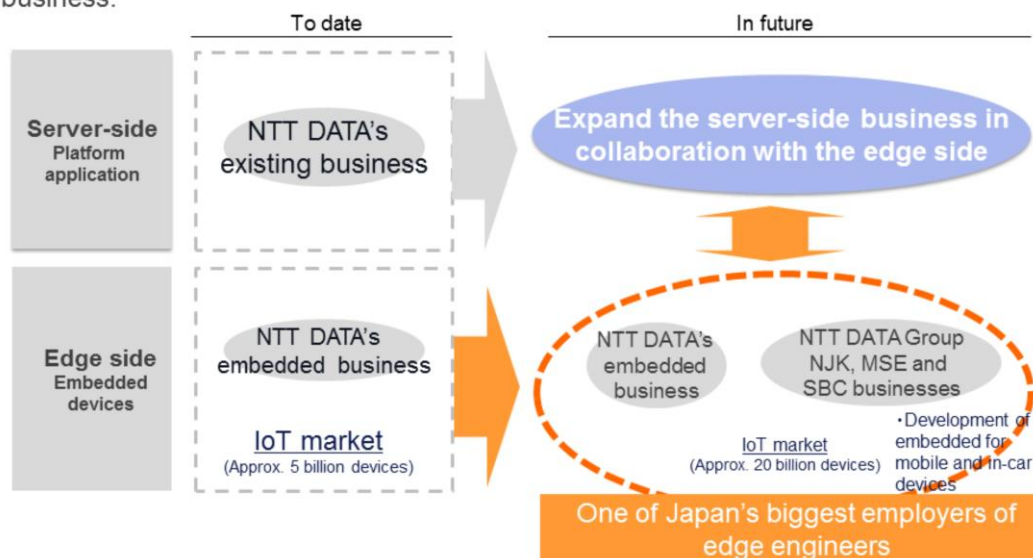 business.
To date
In future
Server-side
Platform
application
NTT DATA's
existing business
Expand the server-side business in
collaboration with the edge side
Edge side
Embedded
devices
NTT DATA's
embedded business
IoT market
(Approx. 5 billion devices)
NTT DATA's
embedded
business
NTT DATA Group
NJK, MSE and
SBC businesses
IoT market
(Approx. 20 billion devices)
・Development of
embedded for
mobile and in-car
devices
One of Japan's biggest employers of
edge engineers